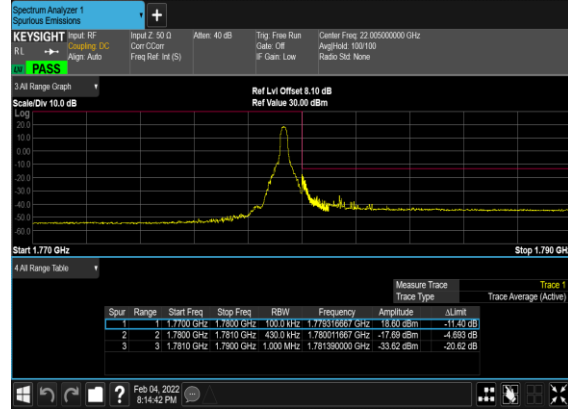 Spectrum Analyzer 1
Spurious Emissions
KEYSIGHT
RL
Input: RF
Coupling: DC
Align: Auto
Input Z: 50 Ω
Corr CCorr
Freq Ref: Int (S)
Atten: 40 dB
Trig: Free Run
Gate: Off
IF Gain: Low
Center Freq: 22.005000000 GHz
Avg|Hold: 100/100
Radio Std: None
LM PASS
3 All Range Graph
Scale/Div 10.0 dB
Ref Lvl Offset 8.10 dB
Ref Value 30.00 dBm
Log
20.0
10.0
0.00
-10.0
-20.0
-30.0
-40.0
-50.0
-60.0
Start 1.770 GHz
Stop 1.790 GHz
4 All Range Table
Measure Trace Trace 1
Trace Type Trace Average (Active)
Spur Range Start Freq Stop Freq RBW Frequency Amplitude ΔLimit
1 1 1.7700 GHz 1.7800 GHz 100.0 kHz 1.779316667 GHz 18.60 dBm -11.40 dB
2 2 1.7800 GHz 1.7810 GHz 430.0 kHz 1.780011667 GHz -17.69 dBm -4.693 dB
3 3 1.7810 GHz 1.7900 GHz 1.000 MHz 1.781390000 GHz -33.62 dBm -20.62 dB
?
Feb 04, 2022
8:14:42 PM